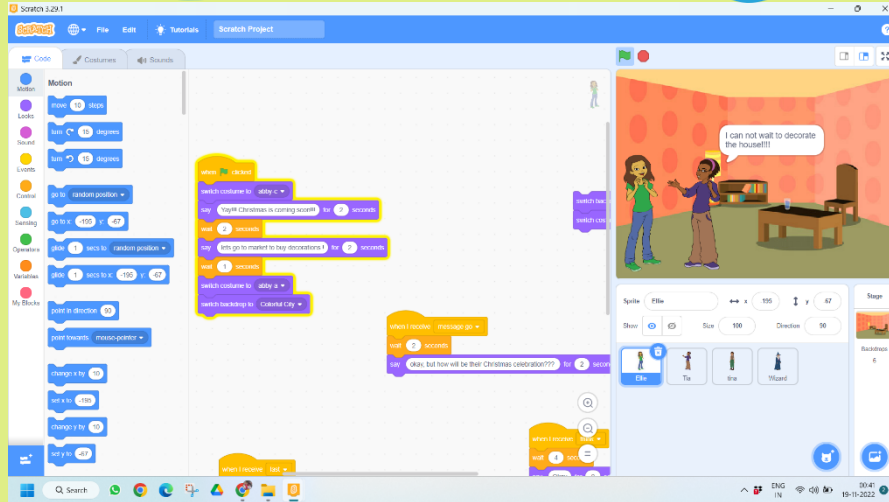 Scratch 3.29.1
SCRATCH File Edit Tutorials Scratch Project
Code Costumes Sounds
Motion
Looks
Sound
Events
Control
Sensing
Operators
Variables
My Blocks
Motion
move 10 steps
turn 15 degrees
turn 15 degrees
go to random position
go to x: -195 y: -67
glide 1 secs to random position
glide 1 secs to x: -195 y: -67
point in direction 90
point towards mouse-pointer
change x by 10
set x to -195
change y by 10
set y to -67
when clicked
switch costume to abby c
say Yay!!! Christmas is coming soon!!! for 2 seconds
wait 2 seconds
say lets go to market to buy decorations ! for 2 seconds
wait 1 seconds
switch costume to abby a
switch backdrop to Colorful City
switch bac
switch cos
when I receive message go
wait 2 seconds
say okay, but how will be their Christmas celebration??? for 2 secon
when I receive last
when I receive
wait 4 sec
I can not wait to decorate
the house!!!!
Sprite Ellie x -195 y -67
Show Size 100 Direction 90
Ellie Tia tina Wizard
Stage
Backdrops
6
Search
ENG
IN
00:41
19-11-2022